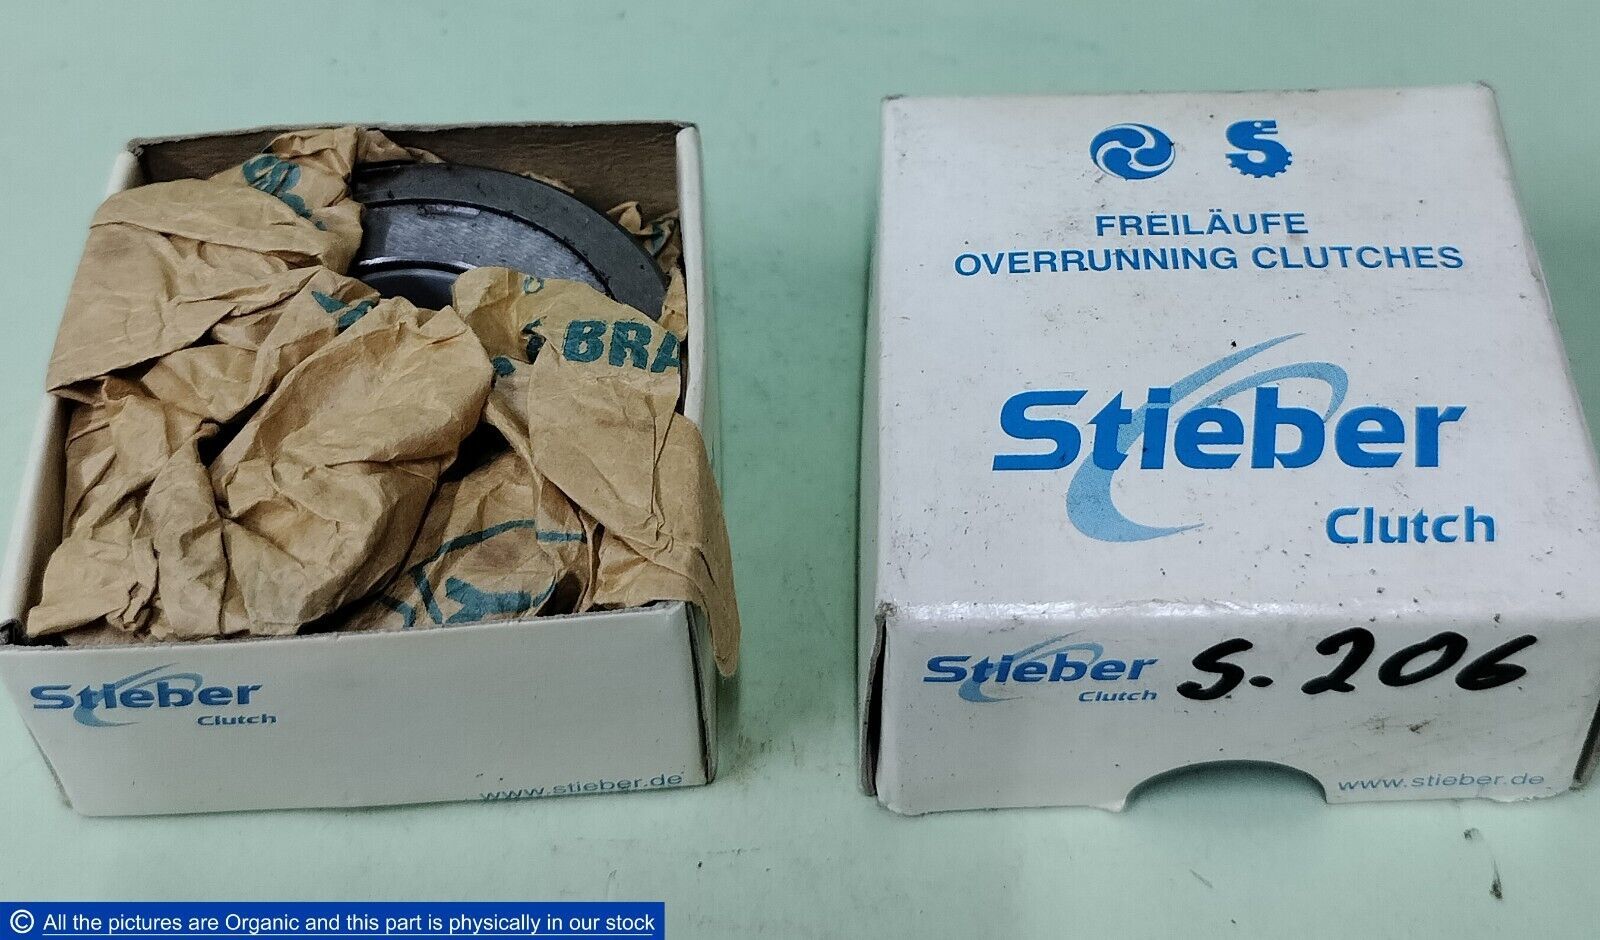 BRA
Stieber
Clutch
www.stieber.de
FREILÄUFE
OVERRUNNING CLUTCHES
Stieber
Clutch
Stieber
Clutch
S. 206
www.stieber.de
© All the pictures are Organic and this part is physically in our stock